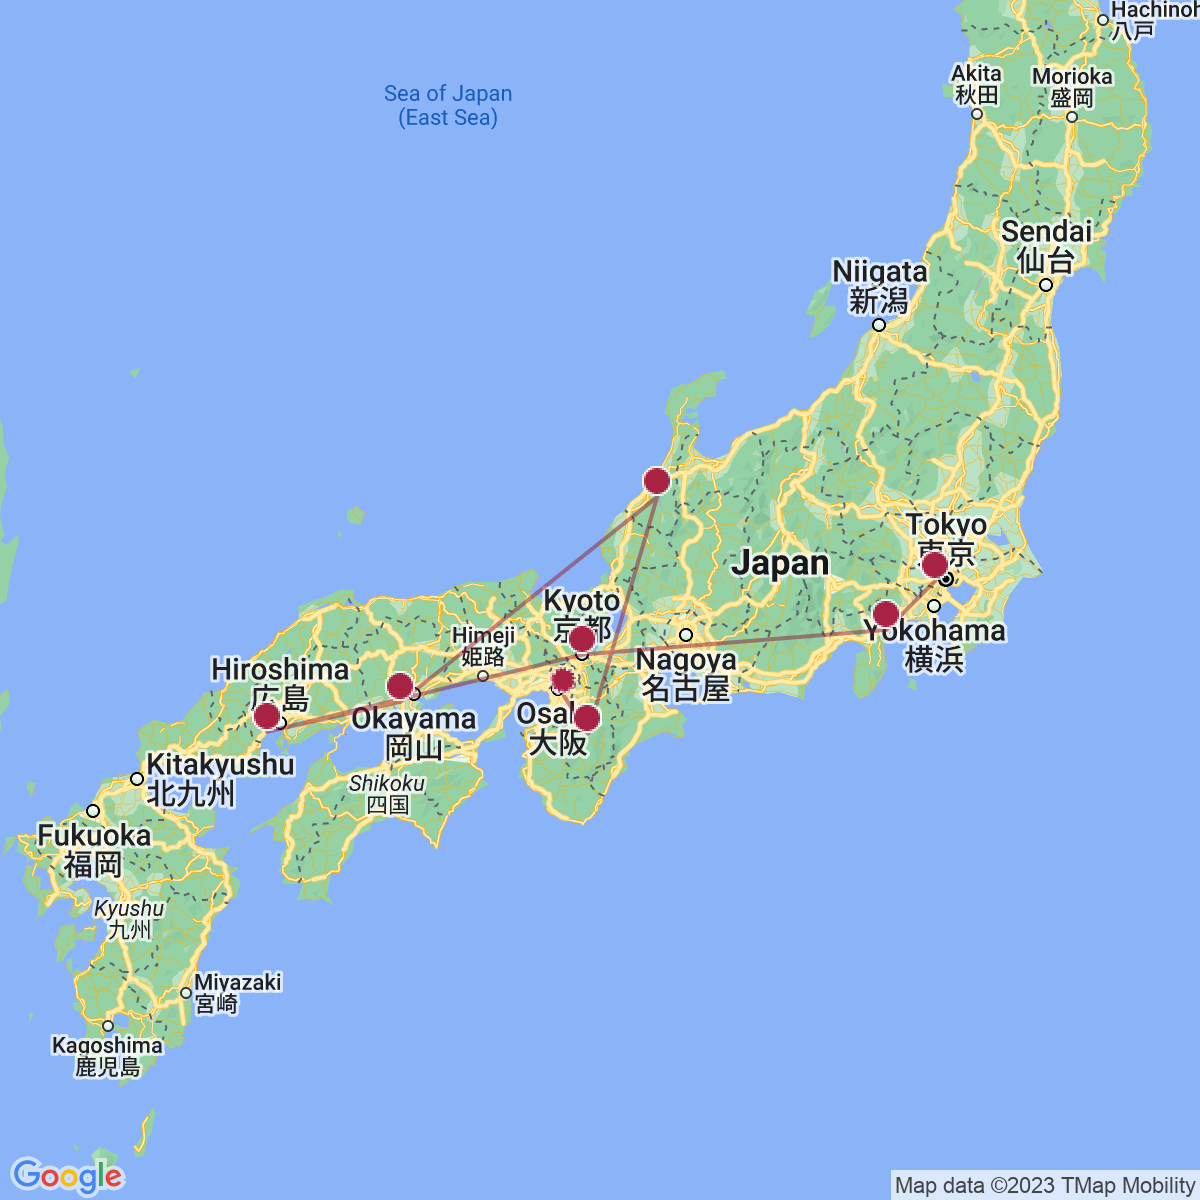 Hachinoh
八戸
Akita
秋田
Morioka
盛岡
Sea of Japan
(East Sea)
Sendai
仙台
Niigata
新潟
Tokyo
東京
Japan
Kyoto
京都
Himeji
姫路
Yokohama
横浜
Nagoya
名古屋
Hiroshima
広島
Okayama
岡山
Osak
大阪
Kitakyushu
北九州
Shikoku
四国
Fukuoka
福岡
Kyushu
九州
Miyazaki
宮崎
Kagoshima
鹿児島
Google
Map data ©2023 TMap Mobility